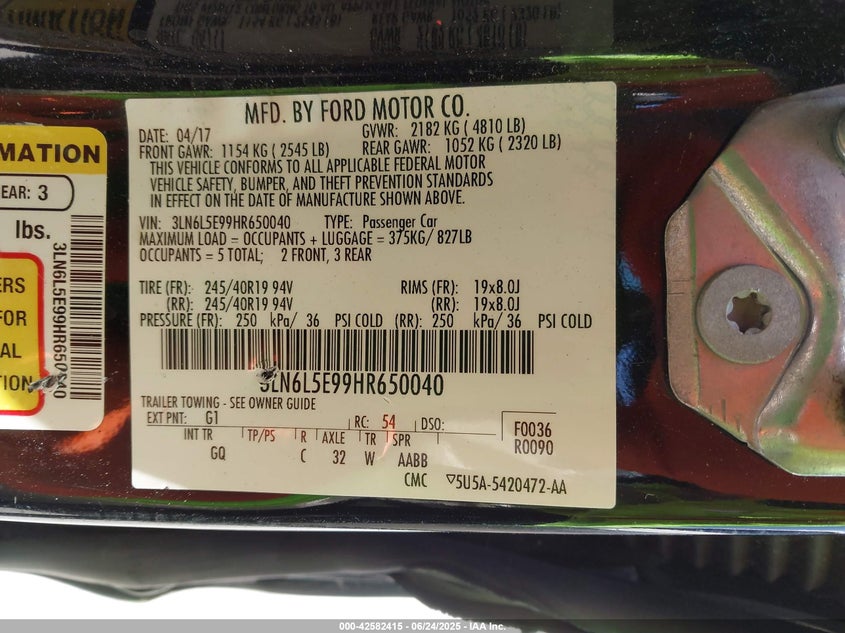 MFD. BY FORD MOTOR CO.
DATE: 04/17 GVWR: 2182 KG ( 4810 LB)
FRONT GAWR: 1154 KG ( 2545 LB) REAR GAWR: 1052 KG ( 2320 LB)
THIS VEHICLE CONFORMS TO ALL APPLICABLE FEDERAL MOTOR
VEHICLE SAFETY, BUMPER, AND THEFT PREVENTION STANDARDS
IN EFFECT ON THE DATE OF MANUFACTURE SHOWN ABOVE.
VIN: 3LN6L5E99HR650040 TYPE: Passenger Car
MAXIMUM LOAD = OCCUPANTS + LUGGAGE = 375KG/ 827LB
OCCUPANTS = 5 TOTAL; 2 FRONT, 3 REAR
TIRE (FR): 245/40R19 94V RIMS (FR): 19x8.0J
(RR): 245/40R19 94V (RR): 19x8.0J
PRESSURE (FR): 250 kPa/ 36 PSI COLD (RR): 250 kPa/ 36 PSI COLD
3LN6L5E99HR650040
TRAILER TOWING - SEE OWNER GUIDE
EXT PNT: G1 RC: 54 DSO: F0036
R0090
INT TR TP/PS R AXLE TR SPR
GQ C 32 W AABB
CMC ▽5U5A-5420472-AA
MATION
EAR: 3
lbs.
ERS
FOR
AL
TION
3LN6L5E99HR650040
000-42582415 - 06/24/2025 - IAA Inc.